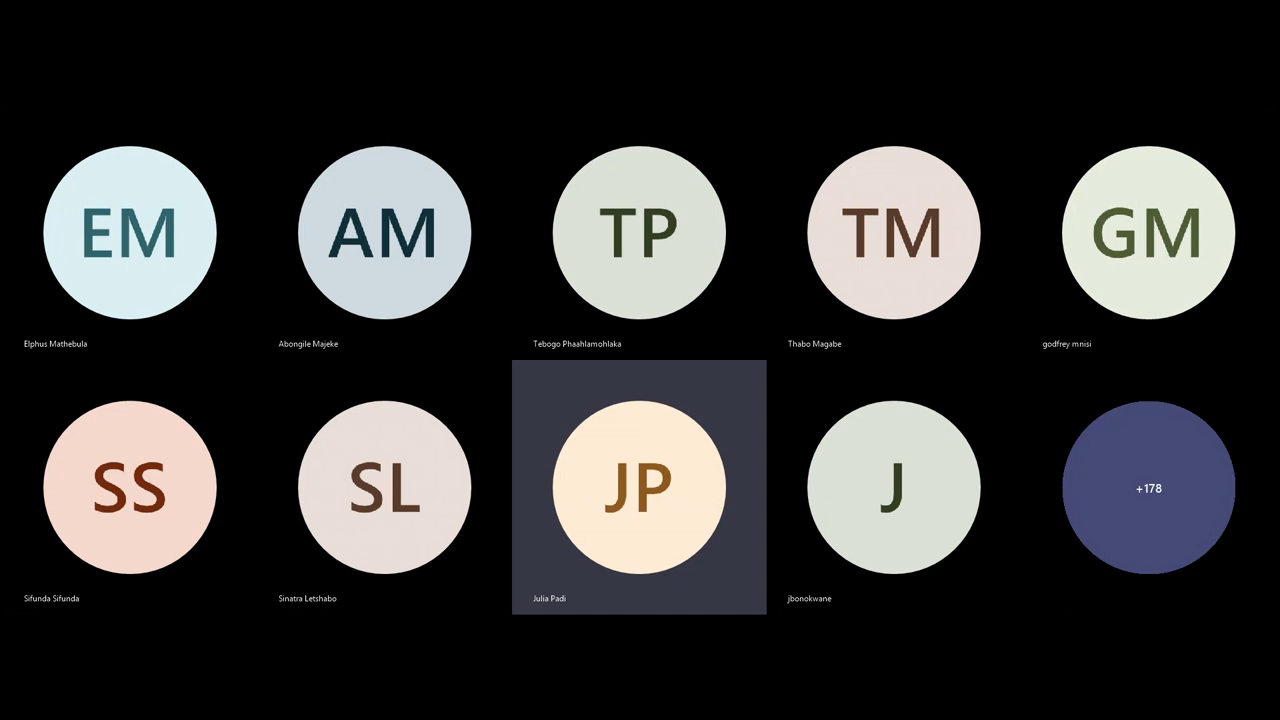 EM
AM
TP
TM
GM
Elphus Mathebula
Abongile Majeke
Tebogo Phaahlamohlaka
Thabo Magabe
godfrey mnisi
SS
SL
JP
J
+178
Sifunda Sifunda
Sinatra Letshabo
Julia Padi
jbonokwane